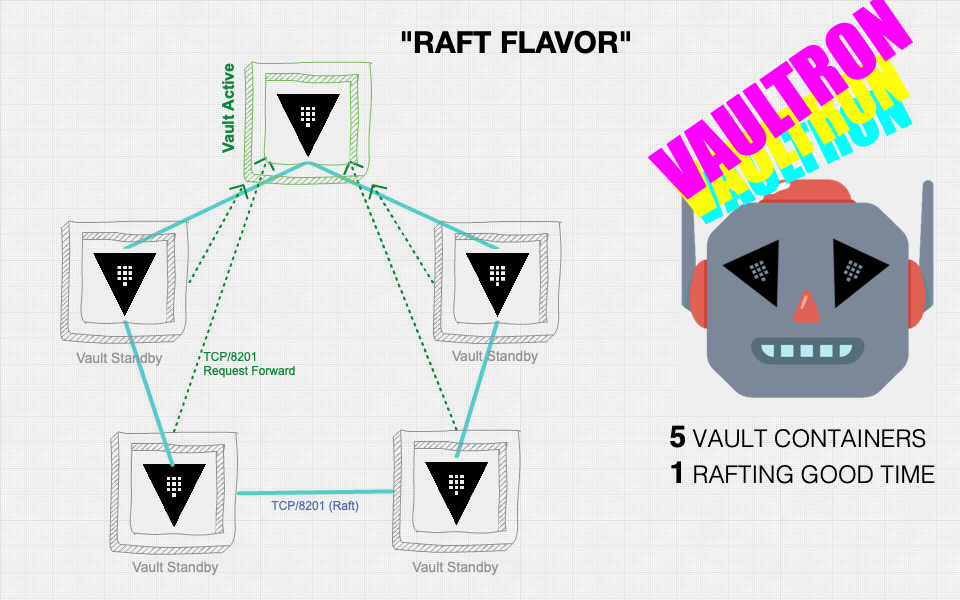 "RAFT FLAVOR"
VAULTRON
VAULTRON
VAULTRON
Vault Active
Vault Standby
Vault Standby
TCP/8201
Request Forward
5 VAULT CONTAINERS
1 RAFTING GOOD TIME
TCP/8201 (Raft)
Vault Standby
Vault Standby